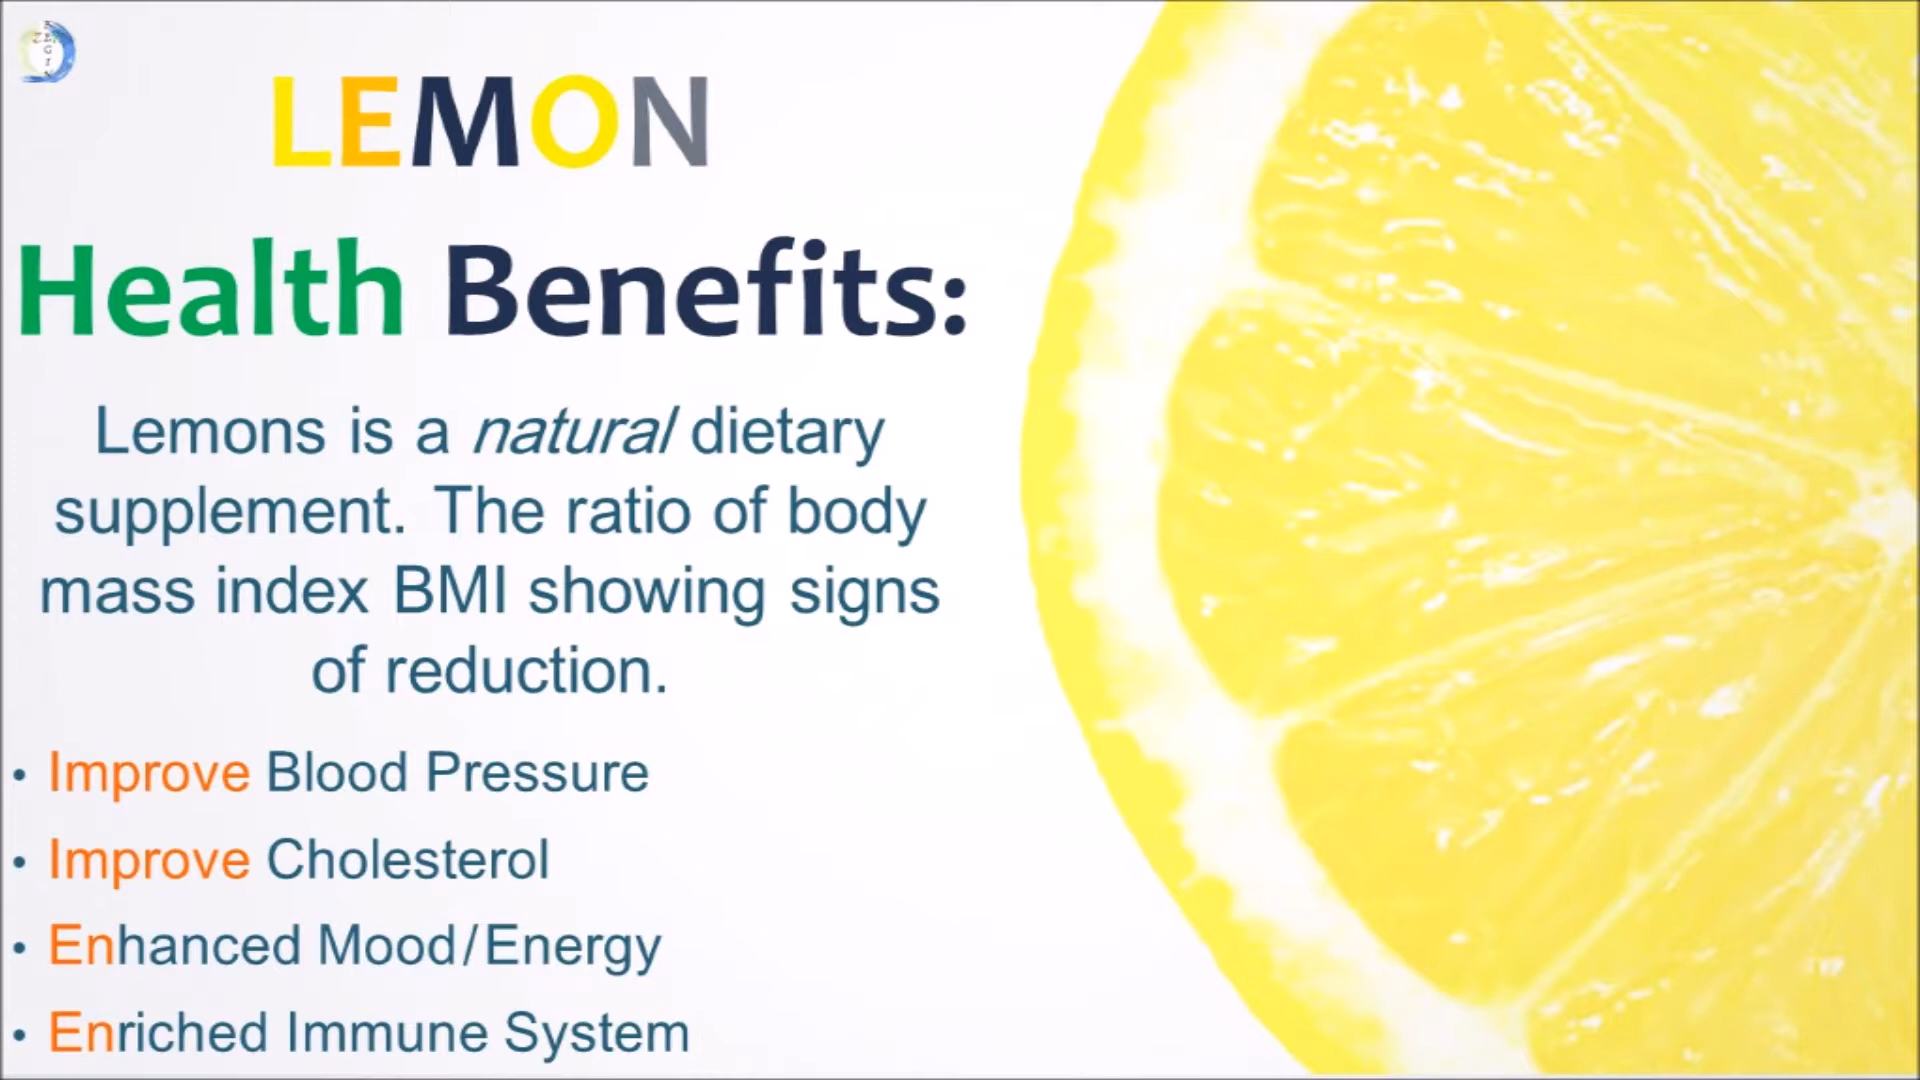 LEMON
Health Benefits:
Lemons is a natural dietary
supplement. The ratio of body
mass index BMI showing signs
of reduction.
• Improve Blood Pressure
• Improve Cholesterol
• Enhanced Mood/Energy
• Enriched Immune System